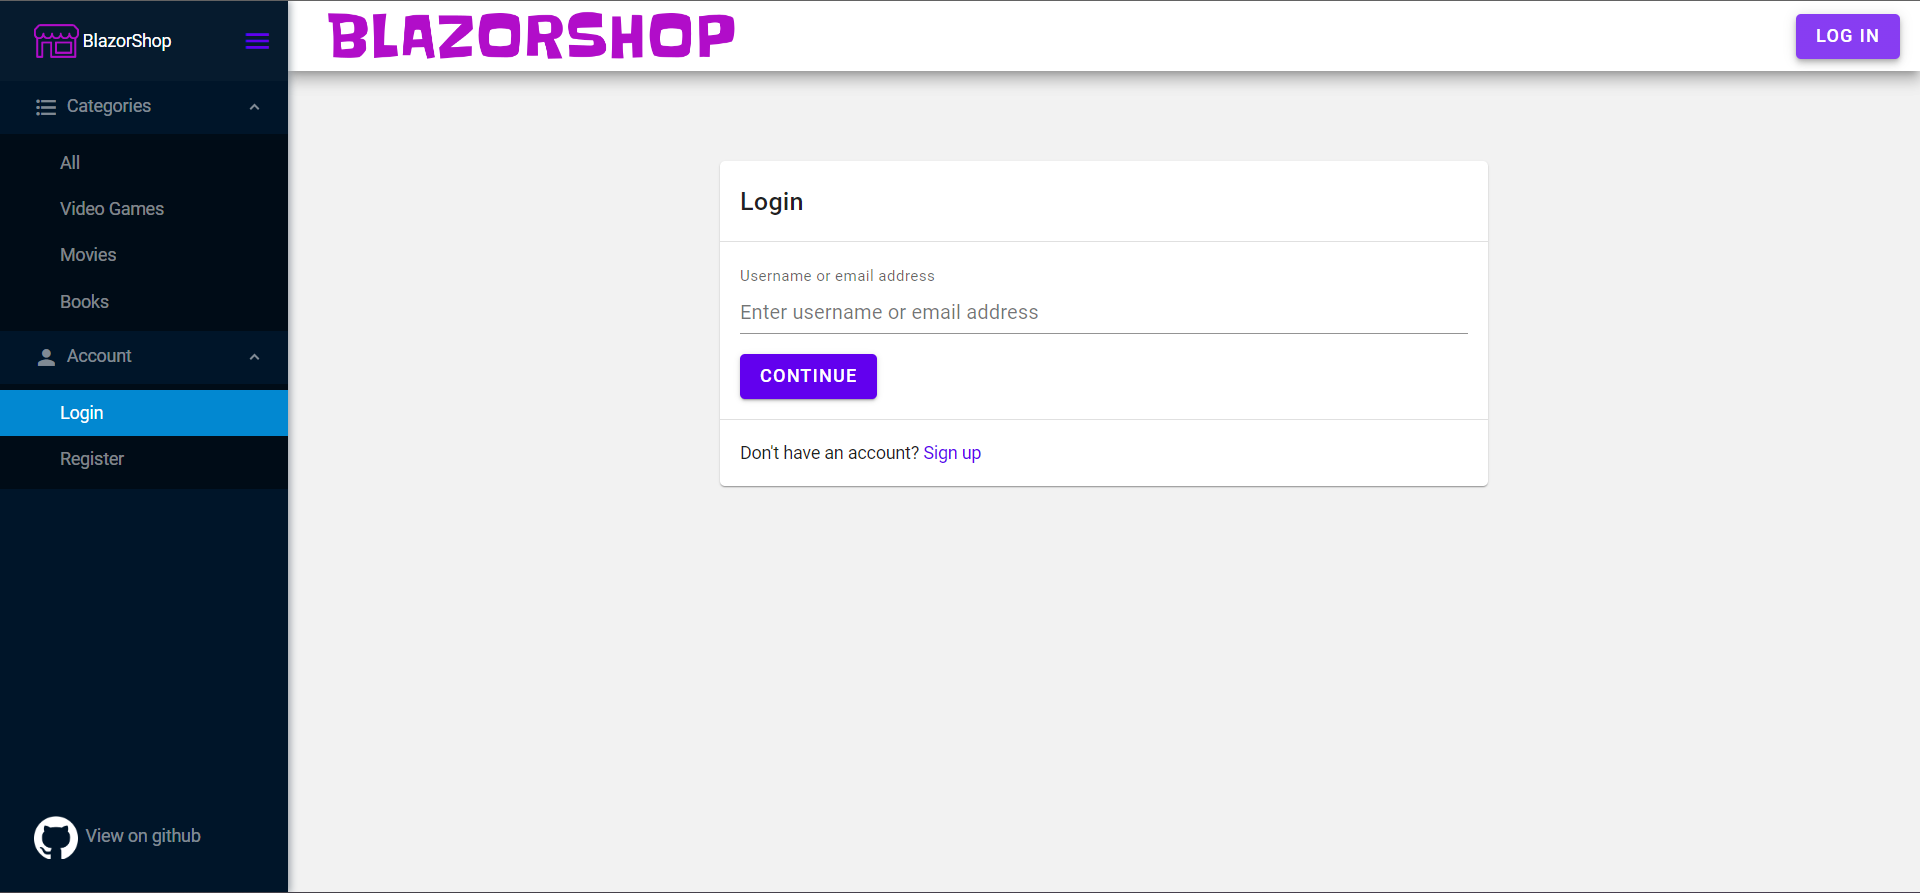 BlazorShop
Categories
All
Video Games
Movies
Books
Account
Login
Register
View on github
BLAZORSHOP
LOG IN
Login
Username or email address
Enter username or email address
CONTINUE
Don't have an account? Sign up